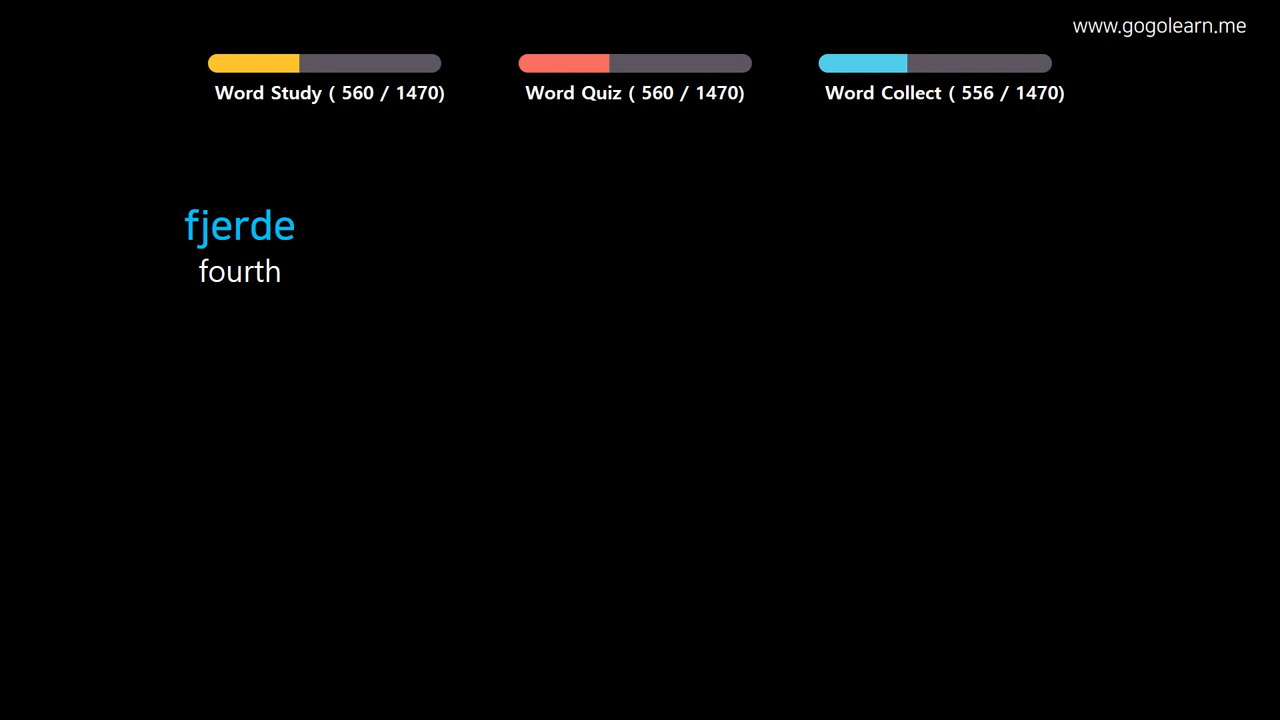 www.gogolearn.me
Word Study ( 560 / 1470)
Word Quiz ( 560 / 1470)
Word Collect ( 556 / 1470)
fjerde
fourth